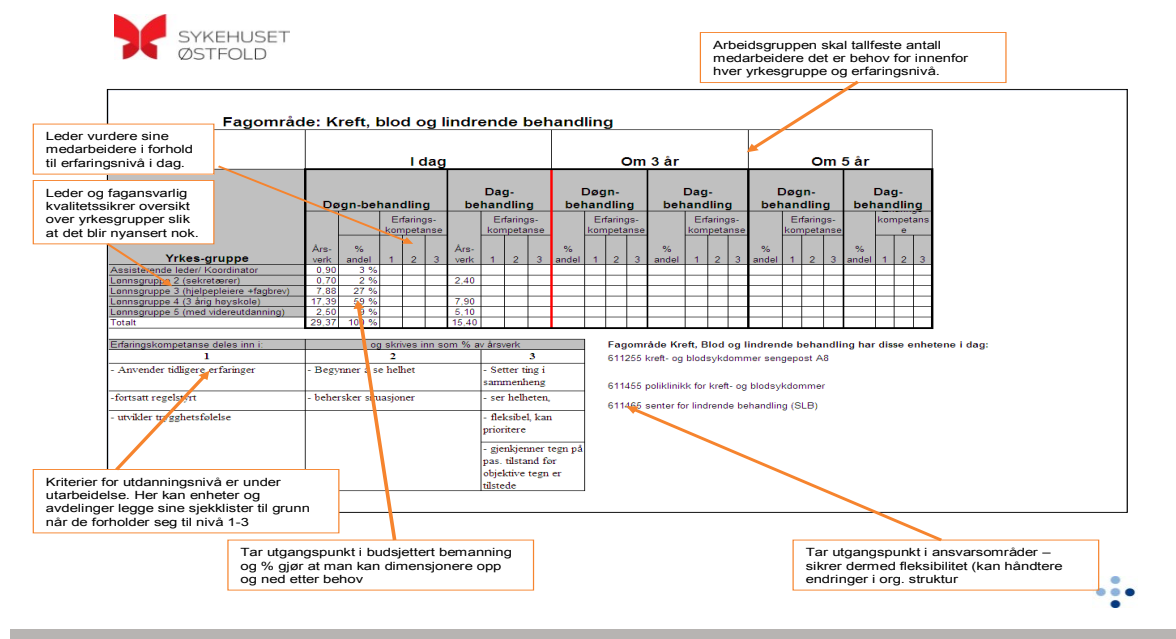 SYKEHUSET
ØSTFOLD
Arbeidsgruppen skal tallfeste antall
medarbeidere det er behov for innenfor
hver yrkesgruppe og erfaringsnivå.
Fagområde: Kreft, blod og lindrende behandling
Leder vurdere sine
medarbeidere i forhold
til erfaringsnivå i dag.
Leder og fagansvarlig
kvalitetssikrer oversikt
over yrkesgrupper slik
at det blir nyansert nok.
I dag Om 3 år Om 5 år
Døgn-behandling Dag-behandling Døgn-behandling Dag-behandling Døgn-behandling Dag-behandling
Erfarings-kompetanse Erfarings-kompetanse Erfarings-kompetanse Erfarings-kompetanse Erfarings-kompetanse kompetanse
Yrkes-gruppe Års-verk % andel 1 2 3 Års-verk 1 2 3 % andel 1 2 3 % andel 1 2 3 % andel 1 2 3 % andel 1 2 3
Assisterende leder/ Koordinator 0,90 3 %
Lønnsgruppe 2 (sekretærer) 0,70 2 % 2,40
Lønnsgruppe 3 (hjelpepleiere +fagbrev) 7,88 27 %
Lønnsgruppe 4 (3 årig høyskole) 17,39 59 % 7,90
Lønnsgruppe 5 (med videreutdanning) 2,50 % 5,10
Totalt 29,37 100 % 15,40
Erfaringskompetanse deles inn i: og skrives inn som % av årsverk
1 2 3
- Anvender tidligere erfaringer - Begynner å se helhet - Setter ting i
sammenheng
-fortsatt regelstyrt - behersker situasjoner - ser helheten,
- utvikler trygghetsfølelse - fleksibel, kan
prioritere
- gjenkjenner tegn på
pas. tilstand før
objektive tegn er
tilstede
Fagområde Kreft, Blod og lindrende behandling har disse enhetene i dag:
611255 kreft- og blodsykdommer sengepost A8
611455 poliklinikk for kreft- og blodsykdommer
611465 senter for lindrende behandling (SLB)
Kriterier for utdanningsnivå er under
utarbeidelse. Her kan enheter og
avdelinger legge sine sjekklister til grunn
når de forholder seg til nivå 1-3
Tar utgangspunkt i budsjettert bemanning
og % gjør at man kan dimensjonere opp
og ned etter behov
Tar utgangspunkt i ansvarsområder –
sikrer dermed fleksibilitet (kan håndtere
endringer i org. struktur